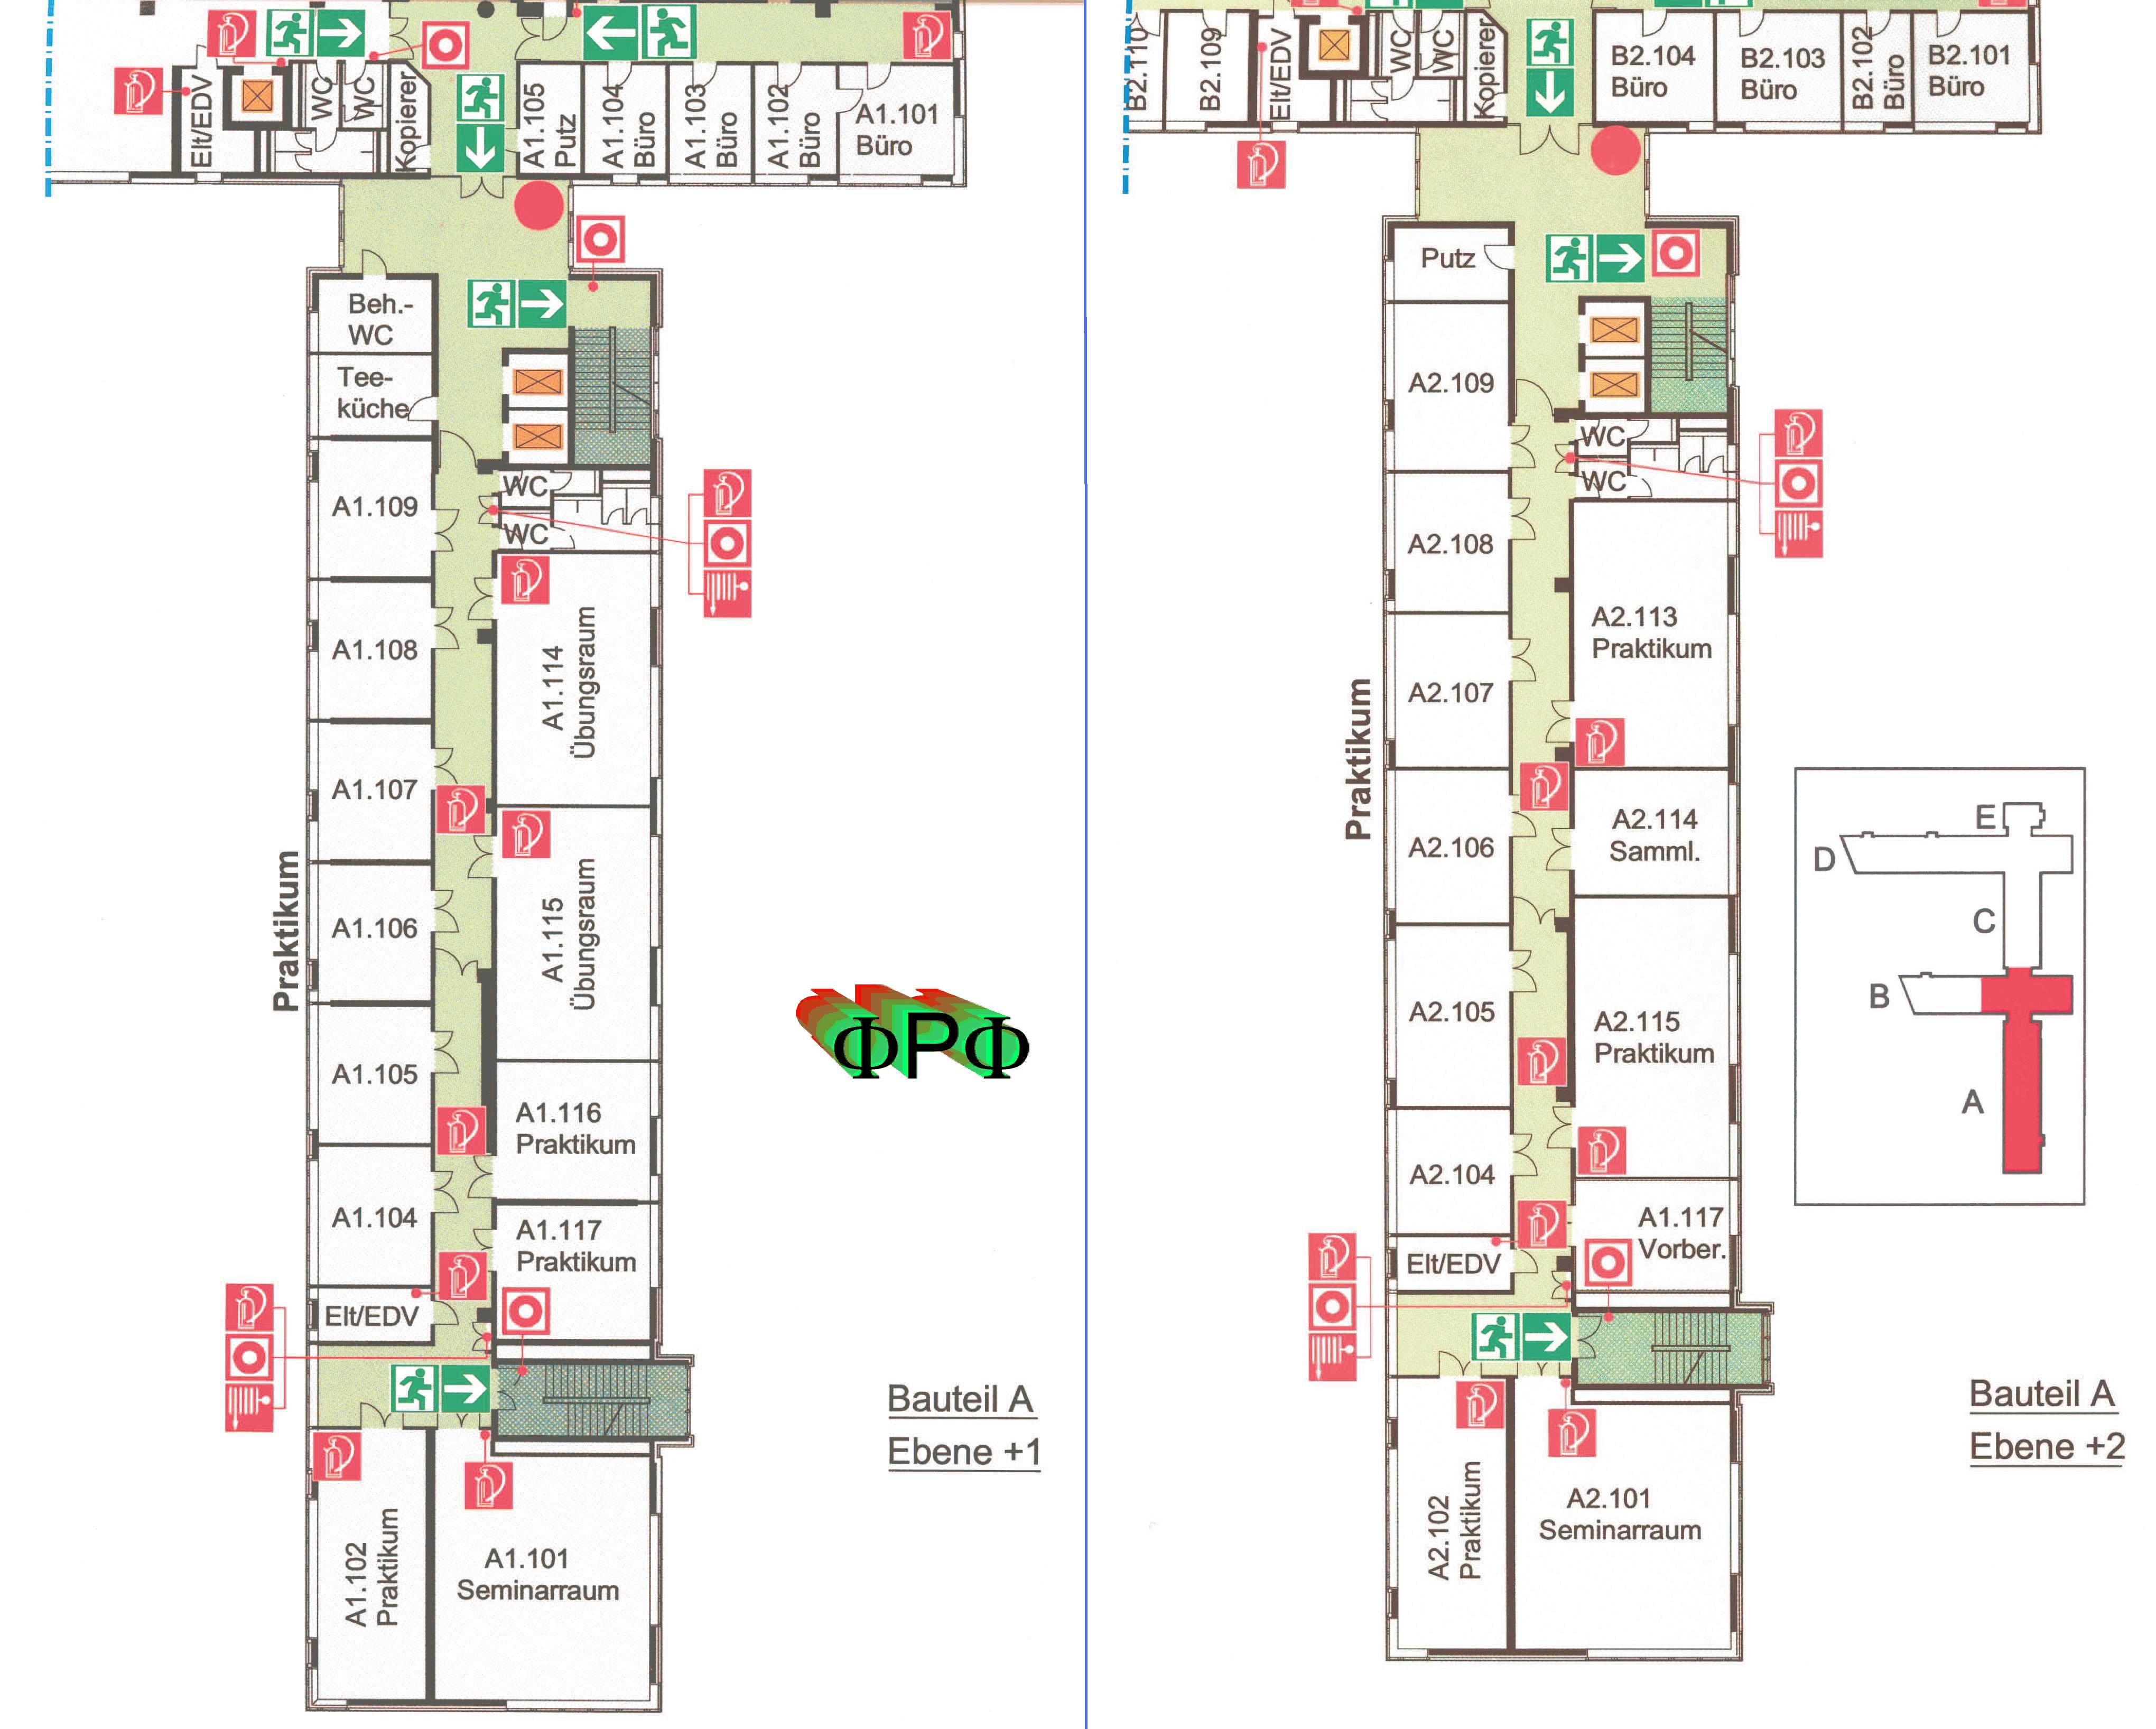 Elt/EDV
WC
WC
Kopierer
A1.105
Putz
A1.104
Büro
A1.103
Büro
A1.102
Büro
A1.101
Büro
Beh.-
WC
Tee-
küche
A1.109
WC
WC
A1.108
A1.114
Übungsraum
A1.107
A1.106
A1.115
Übungsraum
Praktikum
A1.105
A1.116
Praktikum
A1.104
A1.117
Praktikum
Elt/EDV
A1.102
Praktikum
A1.101
Seminarraum
ΦPΦ
Bauteil A
Ebene +1
B2.110
B2.109
Elt/EDV
WC
WC
Kopierer
B2.104
Büro
B2.103
Büro
B2.102
Büro
B2.101
Büro
Putz
A2.109
WC
WC
A2.108
A2.113
Praktikum
A2.107
Praktikum
A2.106
A2.114
Samml.
A2.105
A2.115
Praktikum
A2.104
A1.117
Vorber.
Elt/EDV
A2.102
Praktikum
A2.101
Seminarraum
E
D
C
B
A
Bauteil A
Ebene +2